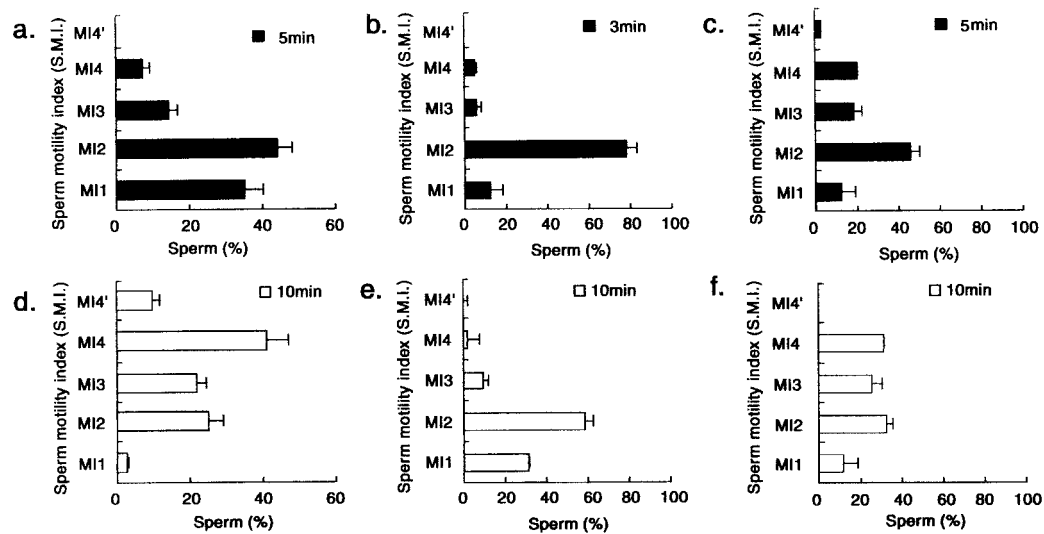 a.
Sperm motility index (S.M.I.)
MI4'
MI4
MI3
MI2
MI1
5min
0 20 40 60
Sperm (%)
b.
Sperm motility index (S.M.I.)
MI4'
MI4
MI3
MI2
MI1
3min
0 20 40 60 80 100
Sperm (%)
c.
Sperm motility index (S.M.I.)
MI4'
MI4
MI3
MI2
MI1
5min
0 20 40 60 80 100
Sperm (%)
d.
Sperm motility index (S.M.I.)
MI4'
MI4
MI3
MI2
MI1
10min
0 20 40 60
Sperm (%)
e.
Sperm motility index (S.M.I.)
MI4'
MI4
MI3
MI2
MI1
10min
0 20 40 60 80 100
Sperm (%)
f.
Sperm motility index (S.M.I.)
MI4'
MI4
MI3
MI2
MI1
10min
0 20 40 60 80 100
Sperm (%)